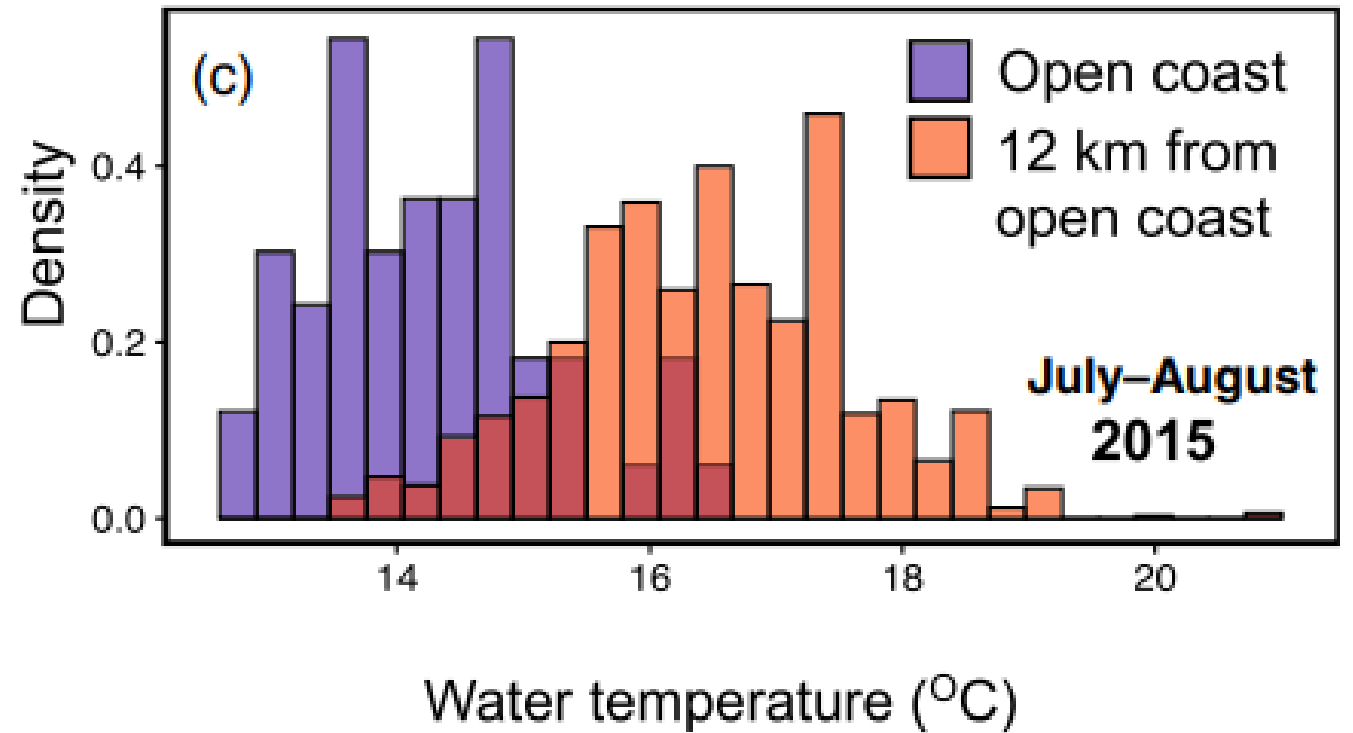 (c)
Open coast
12 km from
open coast
Density
0.4
0.2
0.0
July–August
2015
14 16 18 20
Water temperature (ᴼC)